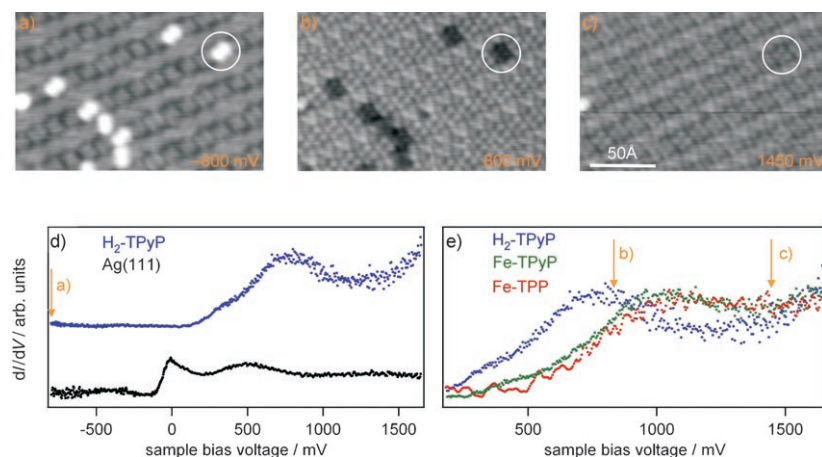 a)
b)
c)
–800 mV
800 mV
50Å
1450 mV
d)
H₂-TPyP
Ag(111)
a)
e)
H₂-TPyP
Fe-TPyP
Fe-TPP
b)
c)
dI/dV / arb. units
-500 0 500 1000 1500
500 1000 1500
sample bias voltage / mV
sample bias voltage / mV